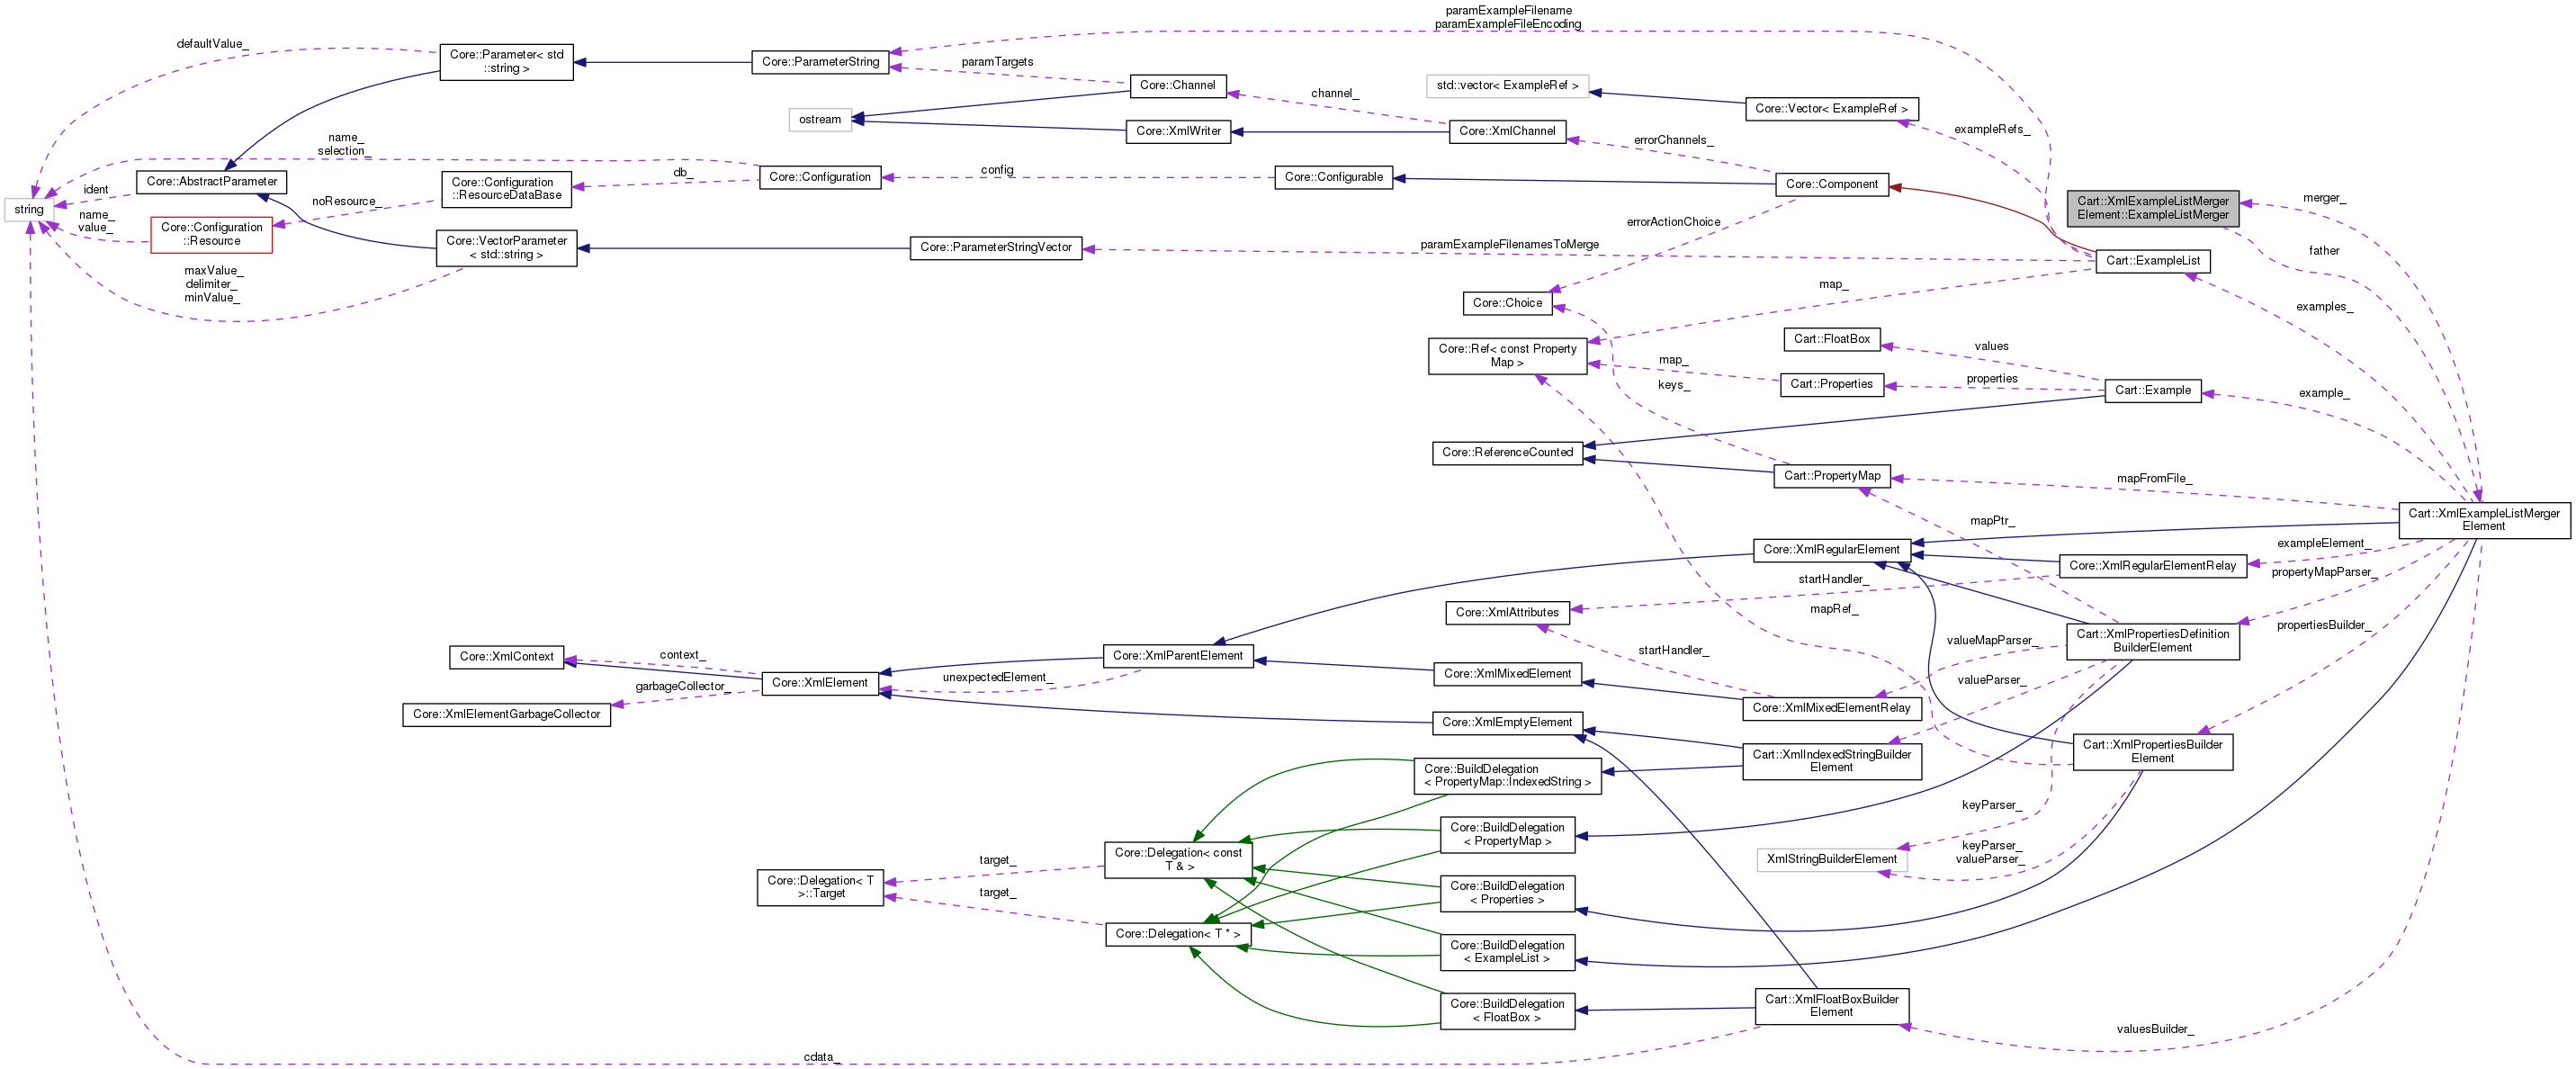 paramExampleFilename
paramExampleFileEncoding
defaultValue_
Core::Parameter< std
::string >
Core::ParameterString
paramTargets
Core::Channel
std::vector< ExampleRef >
channel_
Core::Vector< ExampleRef >
ostream
Core::XmlWriter
Core::XmlChannel
exampleRefs_
name_
selection_
errorChannels_
Core::AbstractParameter
ident
Core::Configuration
::ResourceDataBase
db_
Core::Configuration
config
Core::Configurable
Core::Component
Cart::XmlExampleListMerger
Element::ExampleListMerger
merger_
string
name_
value_
noResource_
Core::Configuration
::Resource
errorActionChoice
Core::VectorParameter
< std::string >
Core::ParameterStringVector
paramExampleFilenamesToMerge
Cart::ExampleList
father
maxValue_
delimiter_
minValue_
map_
Core::Choice
examples_
Cart::FloatBox
Core::Ref< const Property
Map >
values
map_
keys_
Cart::Properties
properties
Cart::Example
example_
Core::ReferenceCounted
Cart::PropertyMap
mapFromFile_
Cart::XmlExampleListMerger
Element
mapPtr_
Core::XmlRegularElement
exampleElement_
Core::XmlRegularElementRelay
propertyMapParser_
startHandler_
mapRef_
Core::XmlAttributes
propertiesBuilder_
Cart::XmlPropertiesDefinition
BuilderElement
valueMapParser_
startHandler_
Core::XmlContext
context_
Core::XmlParentElement
Core::XmlElement
unexpectedElement_
Core::XmlMixedElement
valueParser_
garbageCollector_
Core::XmlElementGarbageCollector
Core::XmlMixedElementRelay
Core::XmlEmptyElement
Cart::XmlIndexedStringBuilder
Element
Cart::XmlPropertiesBuilder
Element
Core::BuildDelegation
< PropertyMap::IndexedString >
keyParser_
Core::BuildDelegation
< PropertyMap >
Core::Delegation< const
T & >
target_
XmlStringBuilderElement
keyParser_
valueParser_
Core::Delegation< T
>::Target
target_
Core::BuildDelegation
< Properties >
Core::Delegation< T * >
Core::BuildDelegation
< ExampleList >
Core::BuildDelegation
< FloatBox >
Cart::XmlFloatBoxBuilder
Element
valuesBuilder_
cdata_